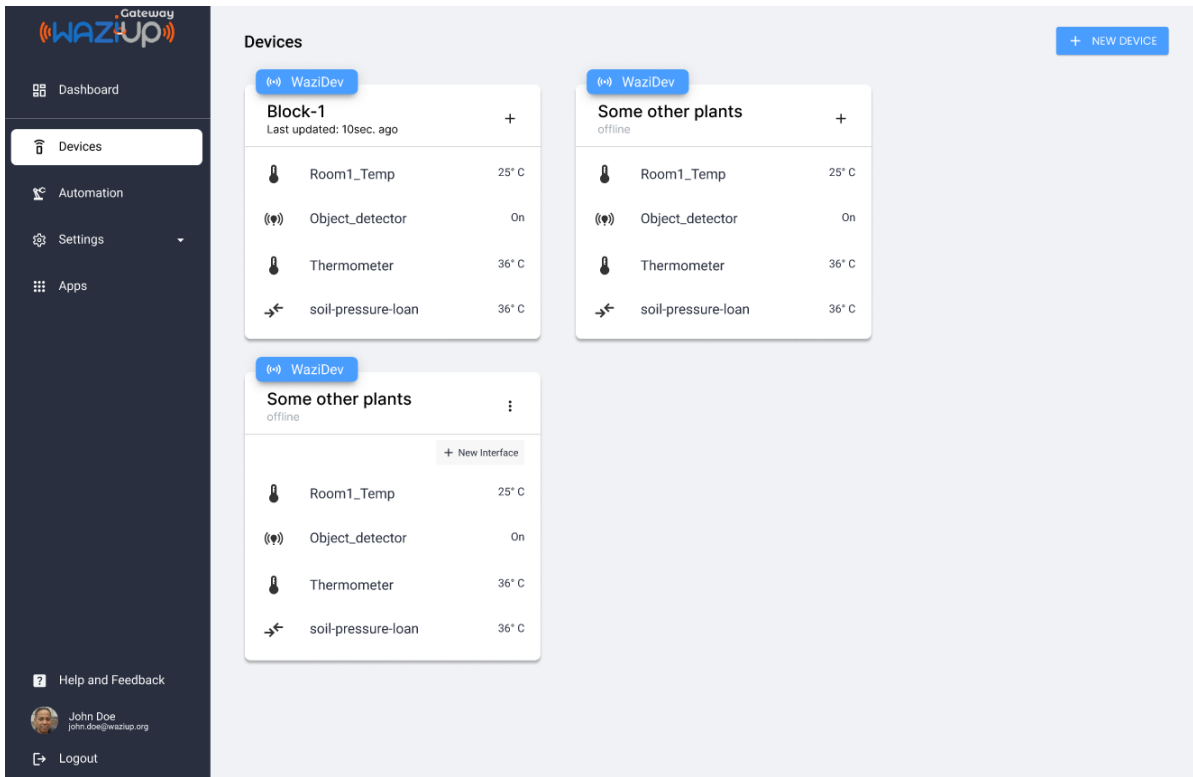 Gateway
WAZIUP
Dashboard
Devices
Automation
Settings
Apps
Help and Feedback
John Doe
john.doe@waziup.org
Logout
Devices
+ NEW DEVICE
WaziDev
Block-1
Last updated: 10sec. ago
Room1_Temp 25° C
Object_detector On
Thermometer 36° C
soil-pressure-loan 36° C
WaziDev
Some other plants
offline
Room1_Temp 25° C
Object_detector On
Thermometer 36° C
soil-pressure-loan 36° C
WaziDev
Some other plants
offline
+ New Interface
Room1_Temp 25° C
Object_detector On
Thermometer 36° C
soil-pressure-loan 36° C